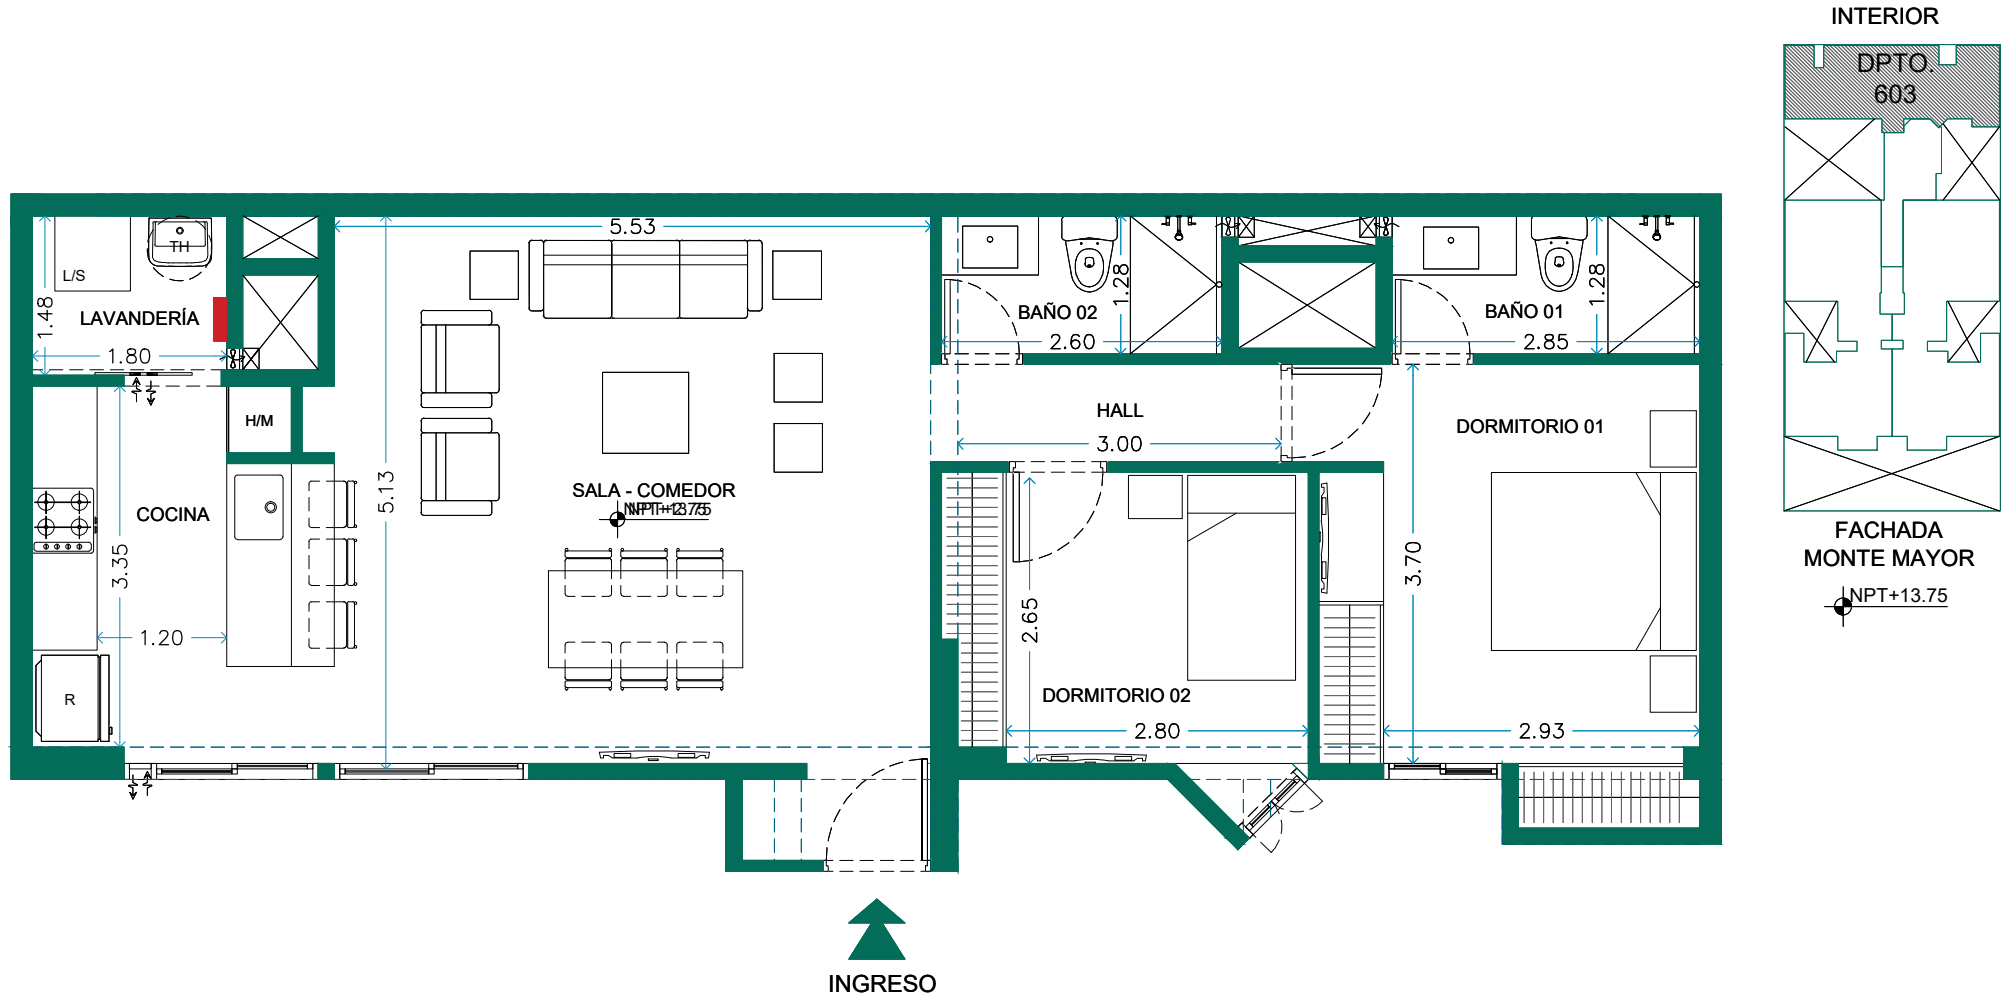 INTERIOR
DPTO.
603
FACHADA
MONTE MAYOR
NPT+13.75
5.53
TH
L/S
1.48
LAVANDERÍA
1.80
1.28
BAÑO 02
2.60
1.28
BAÑO 01
2.85
H/M
HALL
3.00
DORMITORIO 01
5.13
SALA - COMEDOR
COCINA
3.35
1.20
R
3.70
2.65
DORMITORIO 02
2.80
2.93
INGRESO